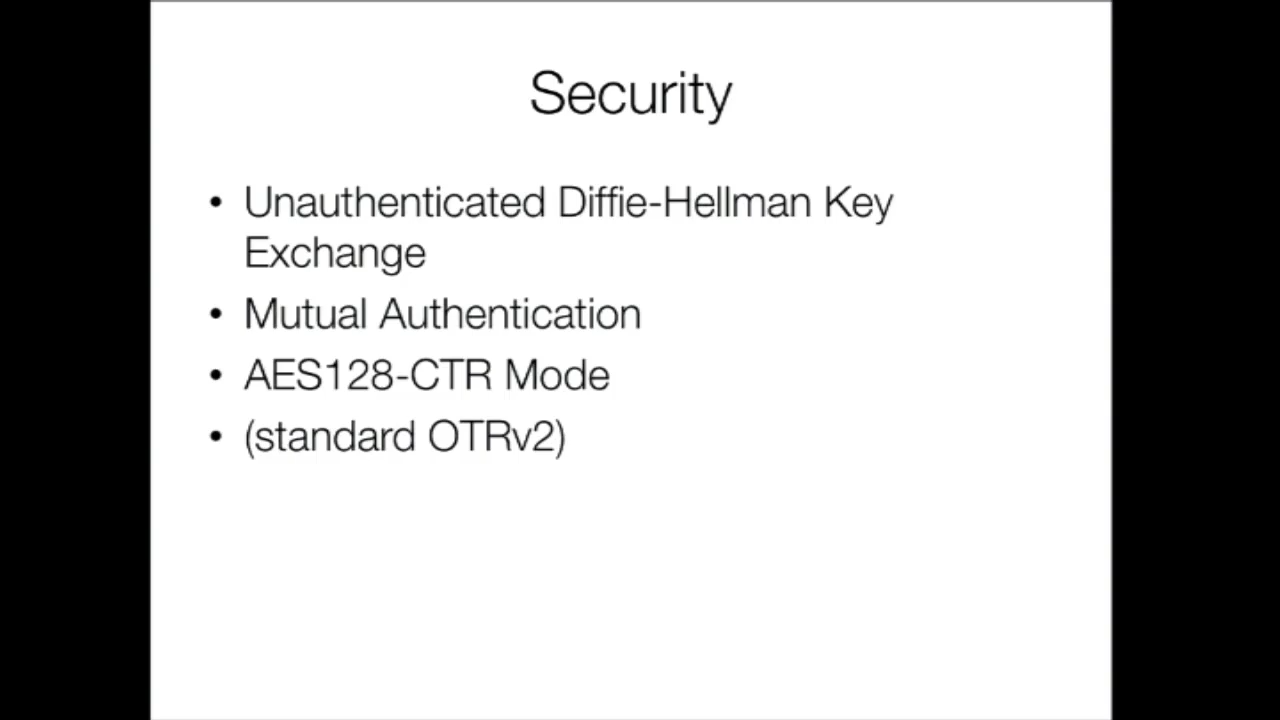 Security
• Unauthenticated Diffie-Hellman Key
Exchange
• Mutual Authentication
• AES128-CTR Mode
• (standard OTRv2)